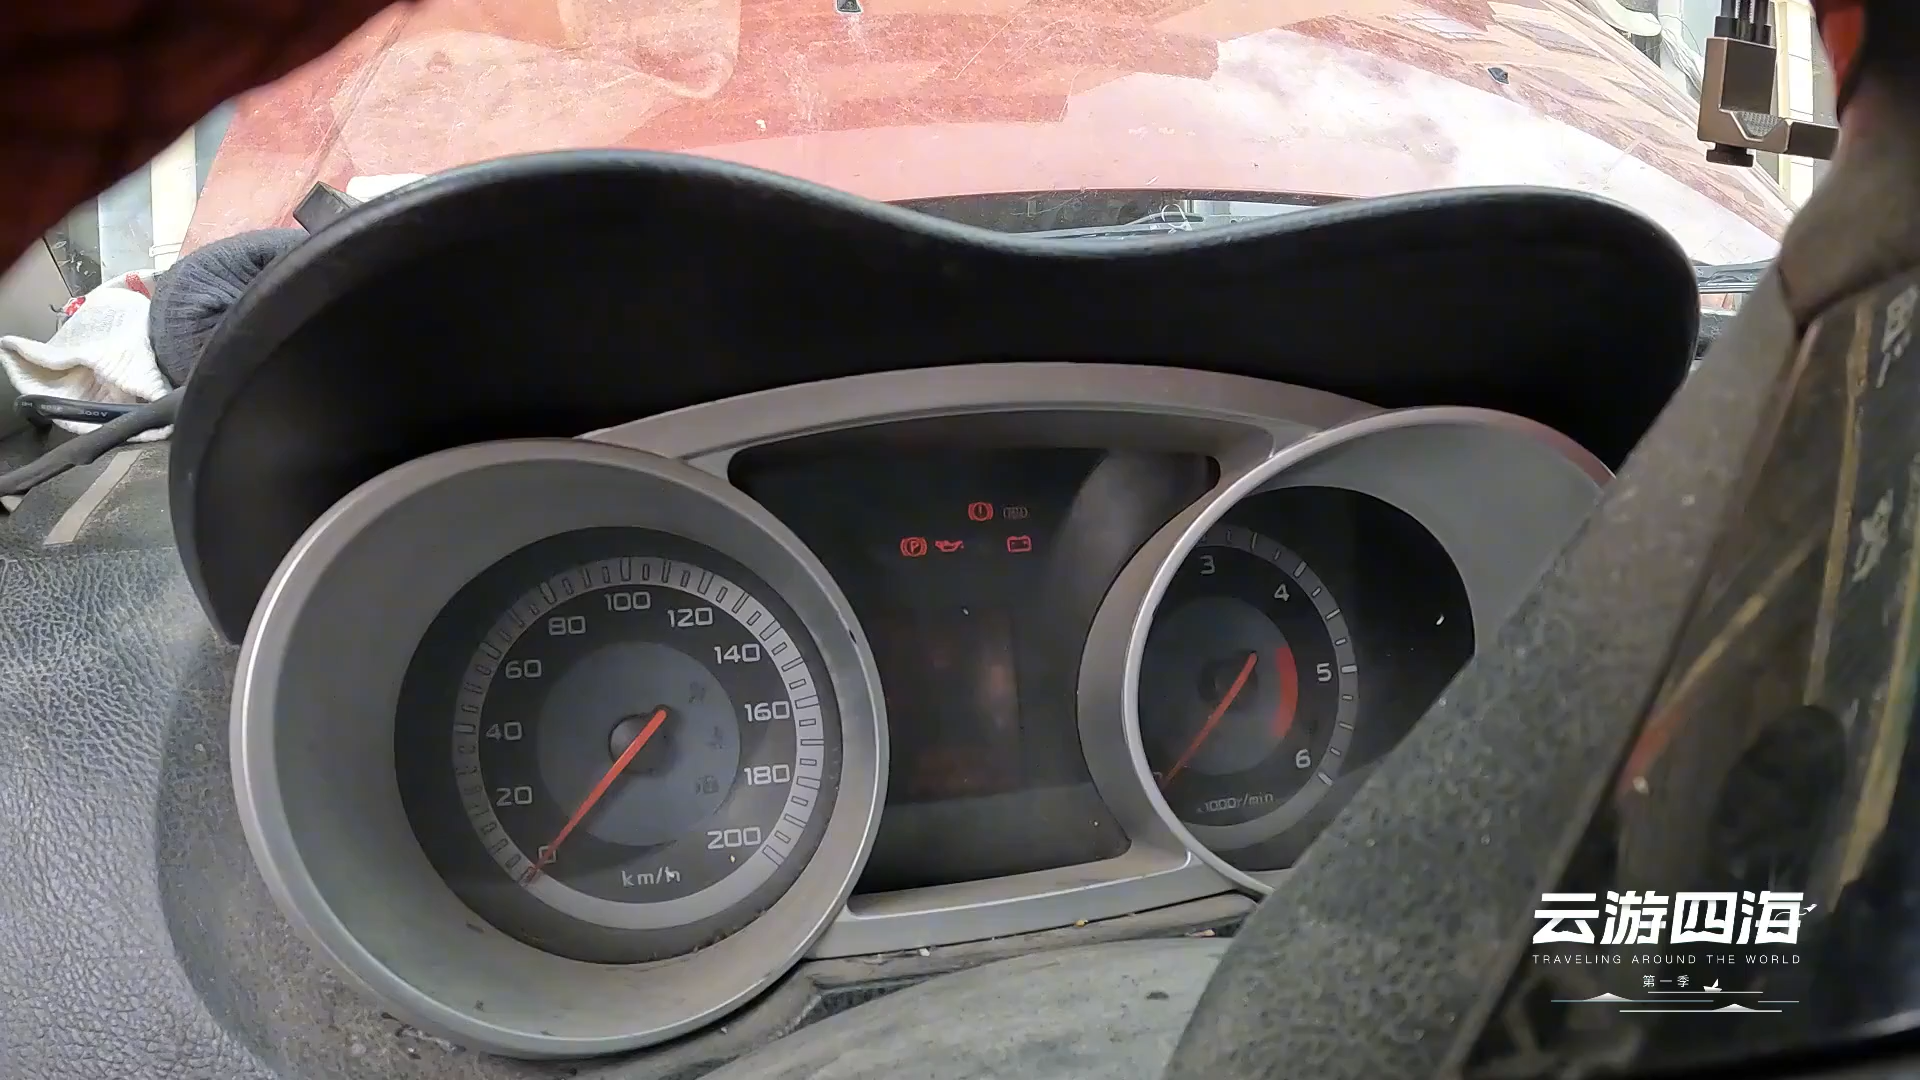 100
80
120
60
140
40
160
20
180
0
200
km/h
P
3
4
5
6
x1000r/min
云游四海
TRAVELING AROUND THE WORLD
第一季